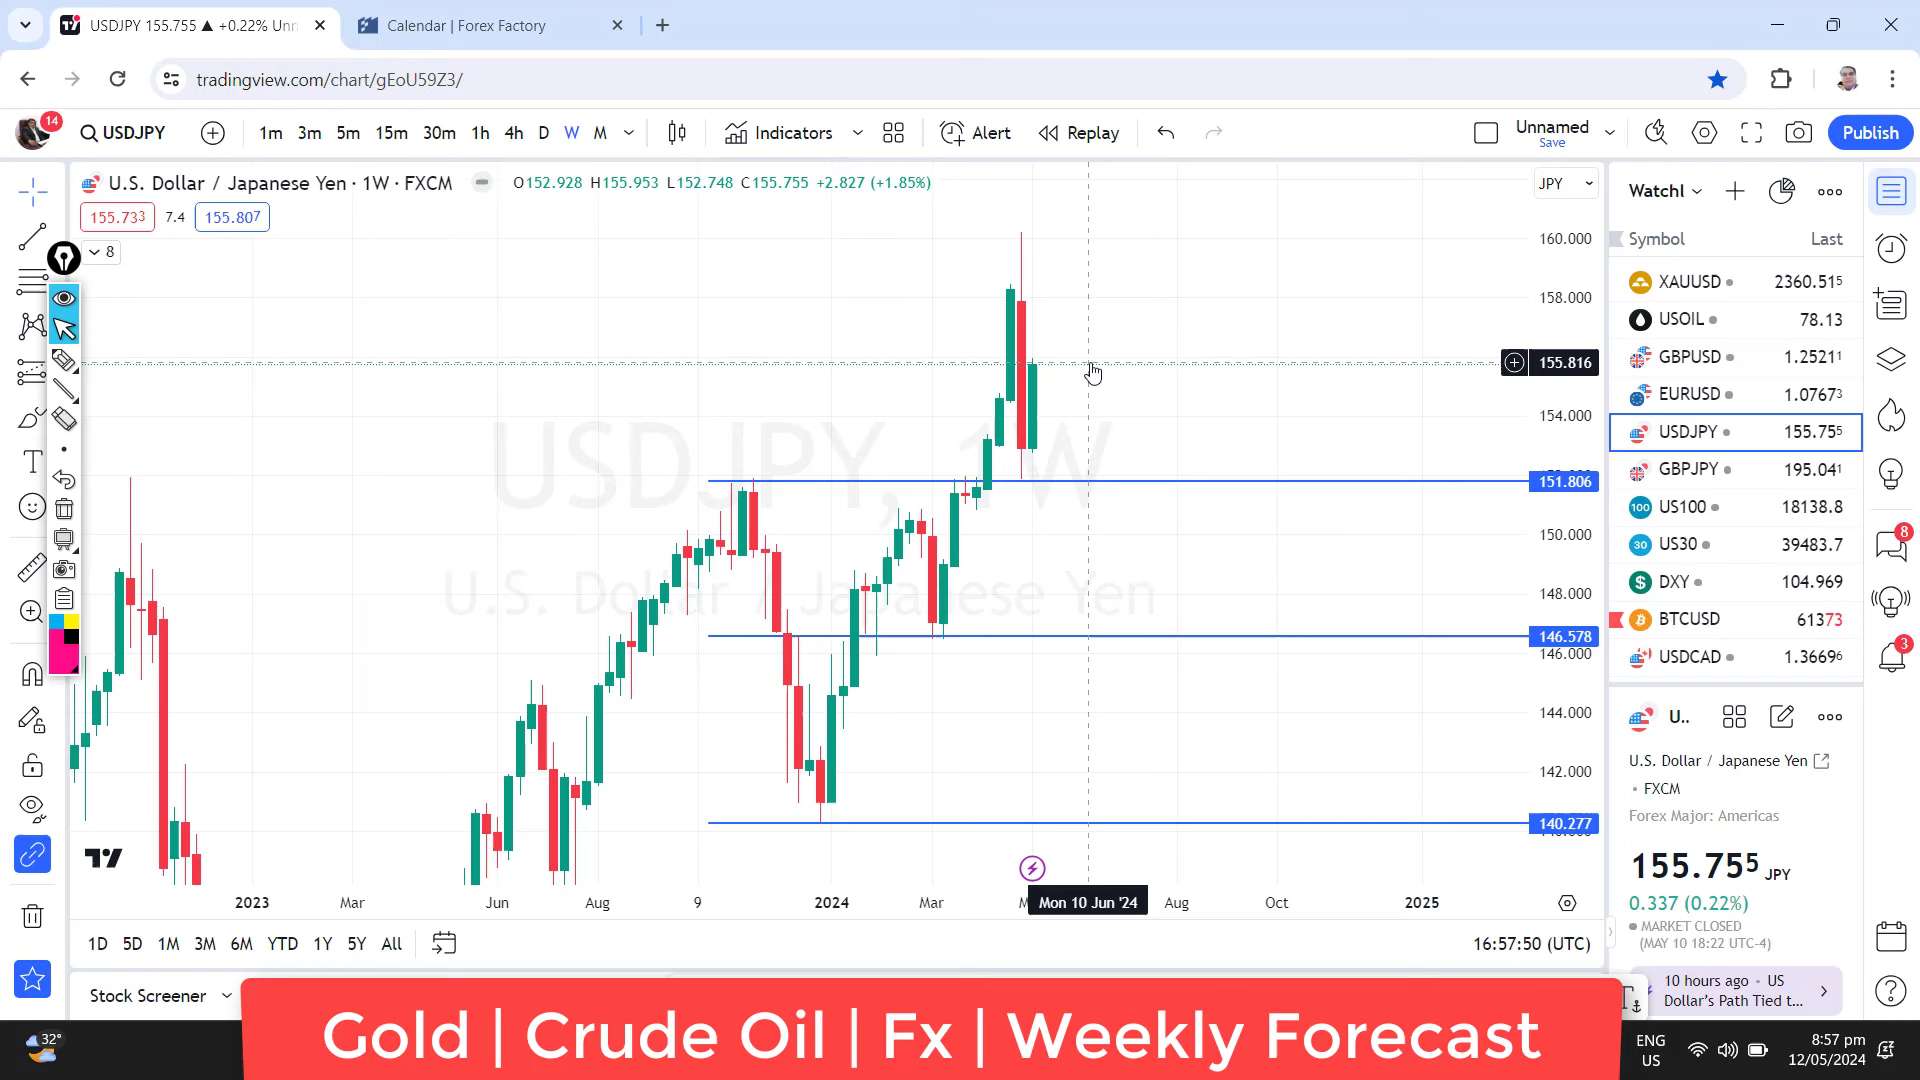 USDJPY 155.755 ▲ +0.22% Unn
Calendar | Forex Factory
tradingview.com/chart/gEoU59Z3/
14
USDJPY
1m 3m 5m 15m 30m 1h 4h D W M
Indicators
Alert
Replay
Unnamed
Save
Publish
U.S. Dollar / Japanese Yen · 1W · FXCM
O152.928 H155.953 L152.748 C155.755 +2.827 (+1.85%)
155.733 7.4 155.807
8
JPY
160.000
158.000
155.816
154.000
151.806
150.000
148.000
146.578
146.000
144.000
142.000
140.277
USDJPY, 1W
U.S. Dollar / Japanese Yen
2023 Mar Jun Aug 9 2024 Mar Mon 10 Jun '24 Aug Oct 2025
1D 5D 1M 3M 6M YTD 1Y 5Y All
16:57:50 (UTC)
Stock Screener
Watchl
Symbol Last
XAUUSD 2360.515
USOIL 78.13
GBPUSD 1.25211
EURUSD 1.07673
USDJPY 155.755
GBPJPY 195.041
US100 18138.8
US30 39483.7
DXY 104.969
BTCUSD 61373
USDCAD 1.36696
U..
U.S. Dollar / Japanese Yen
• FXCM
Forex Major: Americas
155.755 JPY
0.337 (0.22%)
MARKET CLOSED
(MAY 10 18:22 UTC-4)
10 hours ago • US
Dollar's Path Tied t...
8
3
Gold | Crude Oil | Fx | Weekly Forecast
32°
ENG
US
8:57 pm
12/05/2024